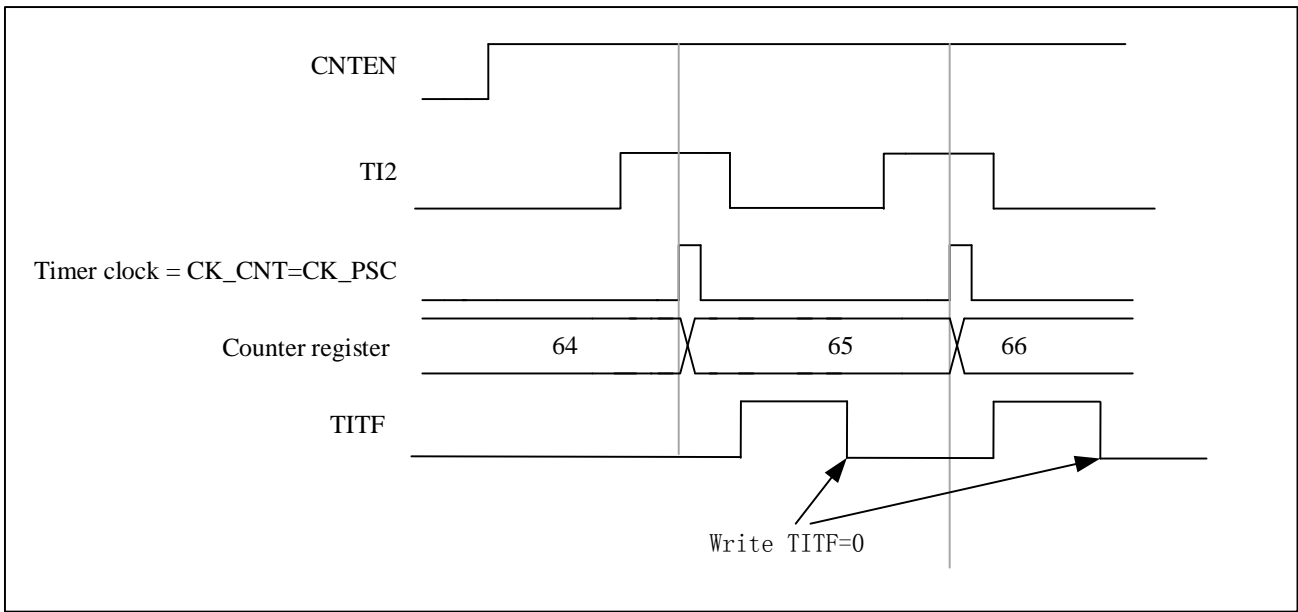 CNTEN
TI2
Timer clock = CK_CNT=CK_PSC
Counter register
64
65
66
TITF
Write TITF=0